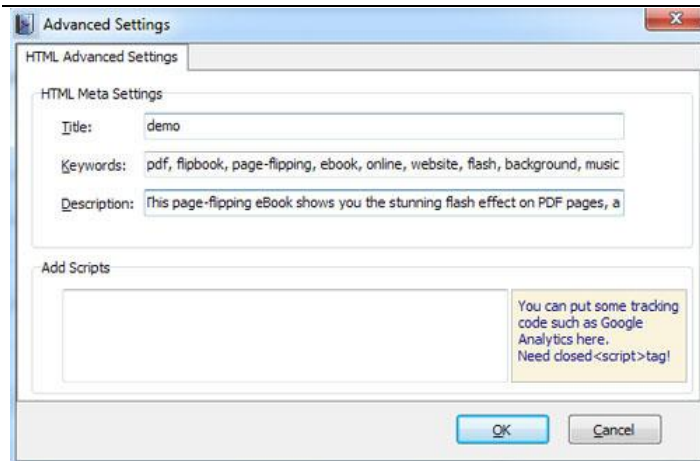 Advanced Settings
HTML Advanced Settings
HTML Meta Settings
Title: demo
Keywords: pdf, flipbook, page-flipping, ebook, online, website, flash, background, music
Description: This page-flipping eBook shows you the stunning flash effect on PDF pages, a
Add Scripts
You can put some tracking
code such as Google
Analytics here.
Need closed<script>tag!
OK Cancel